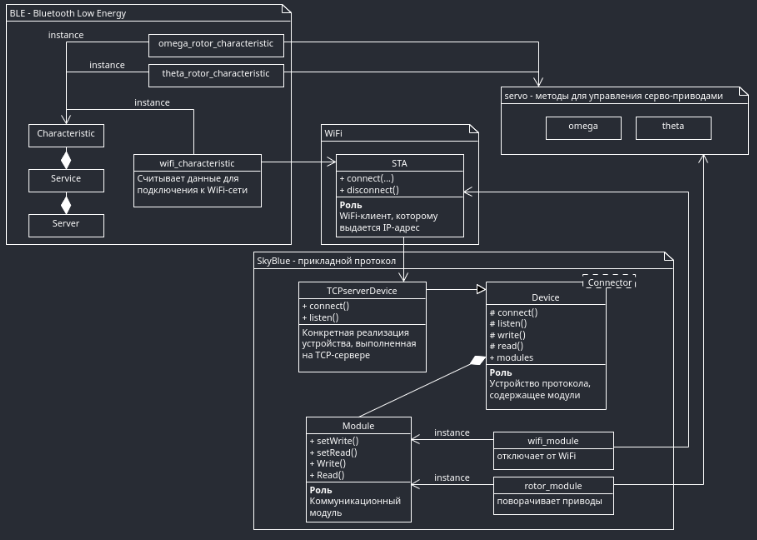 BLE - Bluetooth Low Energy
instance
omega_rotor_characteristic
instance
theta_rotor_characteristic
instance
Characteristic
Service
Server
wifi_characteristic
Считывает данные для
подключения к WiFi-сети
servo - методы для управления серво-приводами
omega
theta
WiFi
STA
+ connect(...)
+ disconnect()
Роль
WiFi-клиент, которому
выдается IP-адрес
SkyBlue - прикладной протокол
TCPserverDevice
+ connect()
+ listen()
Конкретная реализация
устройства, выполненная
на TCP-сервере
Connector
Device
# connect()
# listen()
# write()
# read()
+ modules
Роль
Устройство протокола,
содержащее модули
Module
+ setWrite()
+ setRead()
+ Write()
+ Read()
Роль
Коммуникационный
модуль
instance
wifi_module
отключает от WiFi
instance
rotor_module
поворачивает приводы